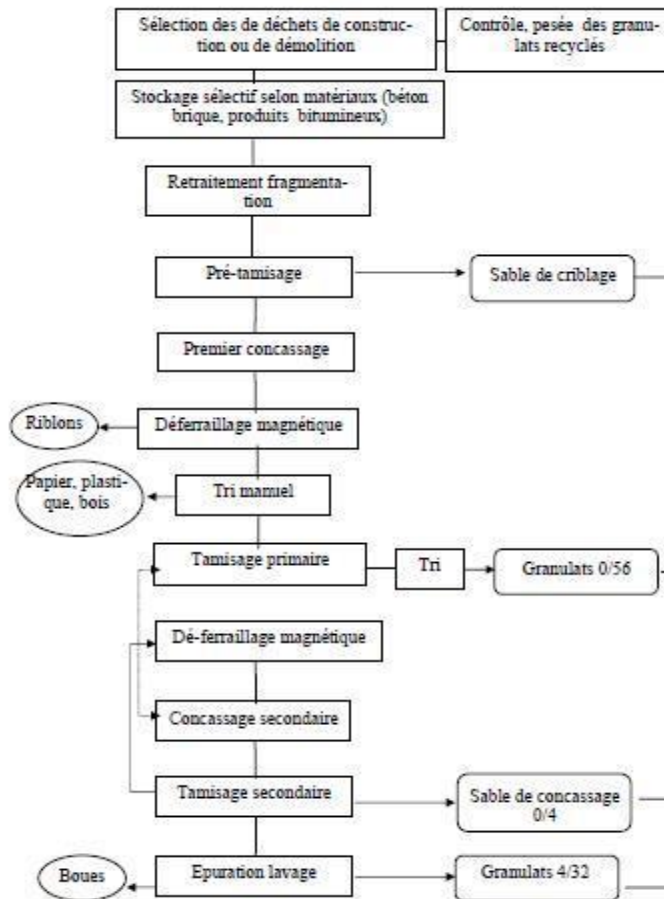 Sélection des de déchets de construc-
tion ou de démolition
Contrôle, pesée des granu-
lats recyclés
Stockage sélectif selon matériaux (béton
brique, produits bitumineux)
Retraitement fragmenta-
tion
Pré-tamisage
Sable de criblage
Premier concassage
Riblons
Déferraillage magnétique
Papier, plasti-
que, bois
Tri manuel
Tamisage primaire
Tri
Granulats 0/56
Dé-ferraillage magnétique
Concassage secondaire
Tamisage secondaire
Sable de concassage
0/4
Boues
Epuration lavage
Granulats 4/32